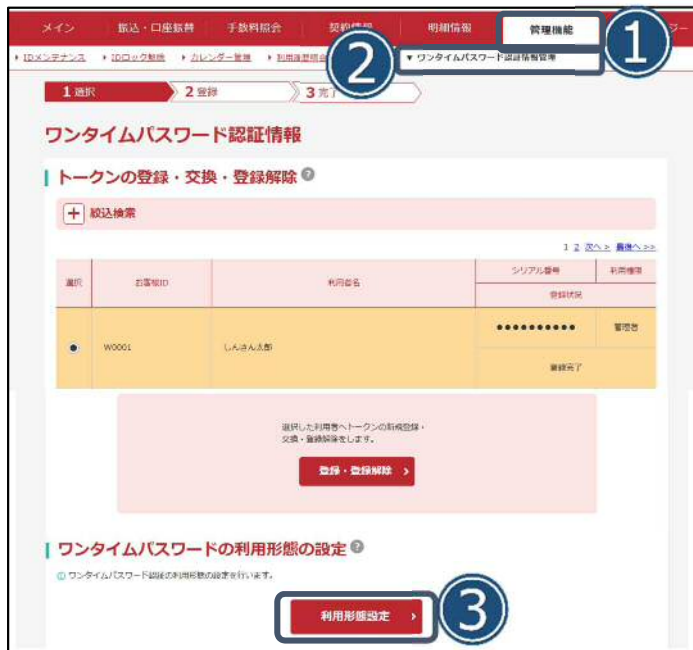 メイン 振込・口座振替 手数料照会 契約情報 明細情報 管理機能
IDメンテナンス IDロック解除 カレンダー管理 利用履歴照会 ▼ワンタイムパスワード認証情報管理
1
2
1 選択 2 登録 3 完了
ワンタイムパスワード認証情報
トークンの登録・交換・登録解除 ?
+ 絞込検索
1 2 次へ > 最後へ >>
選択 お客様ID 利用者名 シリアル番号 利用権限
登録状況
W0001 しんきん太郎 ●●●●●●●●●● 管理者
登録完了
選択した利用者へトークンの新規登録・
交換・登録解除をします。
登録・登録解除 >
ワンタイムパスワードの利用形態の設定 ?
ワンタイムパスワード認証の利用形態の設定を行います。
利用形態設定 >
3